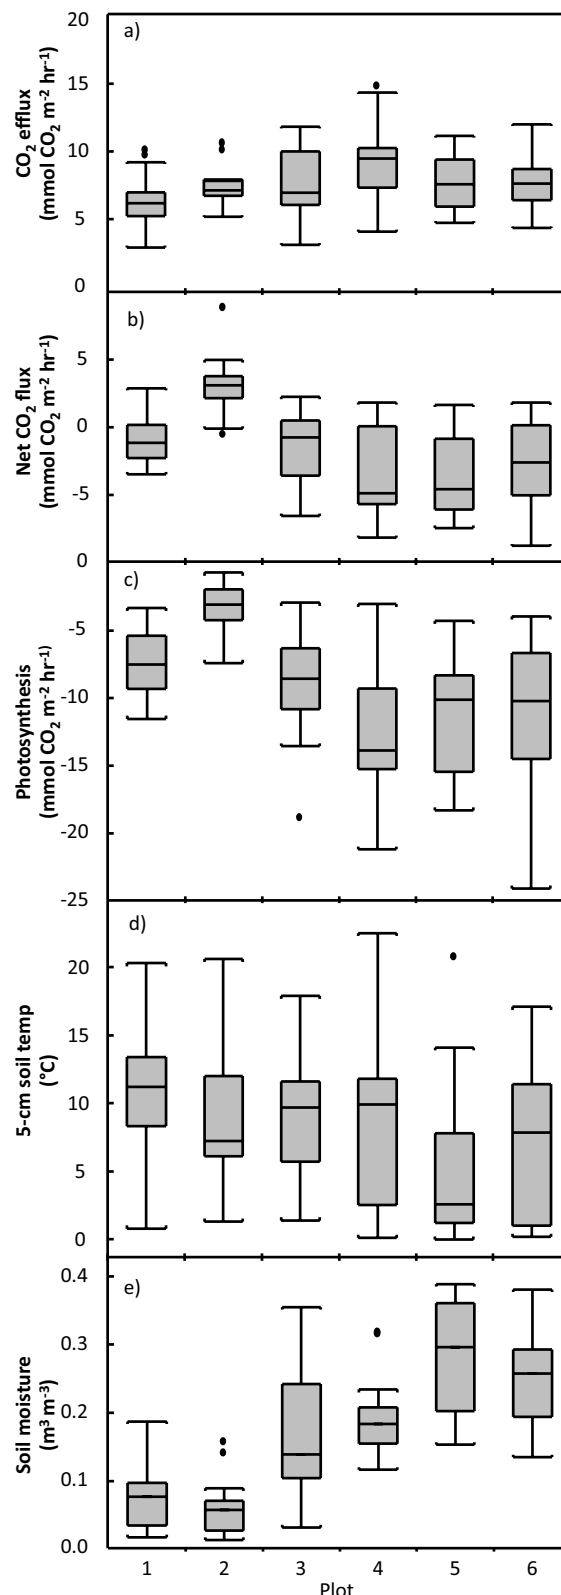 a)
CO₂ efflux
(mmol CO₂ m⁻² hr⁻¹)
20
15
10
5
0
b)
Net CO₂ flux
(mmol CO₂ m⁻² hr⁻¹)
5
0
-5
0
c)
Photosynthesis
(mmol CO₂ m⁻² hr⁻¹)
-5
-10
-15
-20
-25
d)
5-cm soil temp
(°C)
20
15
10
5
0
e)
Soil moisture
(m³ m⁻³)
0.4
0.3
0.2
0.1
0.0
1 2 3 4 5 6
Plot